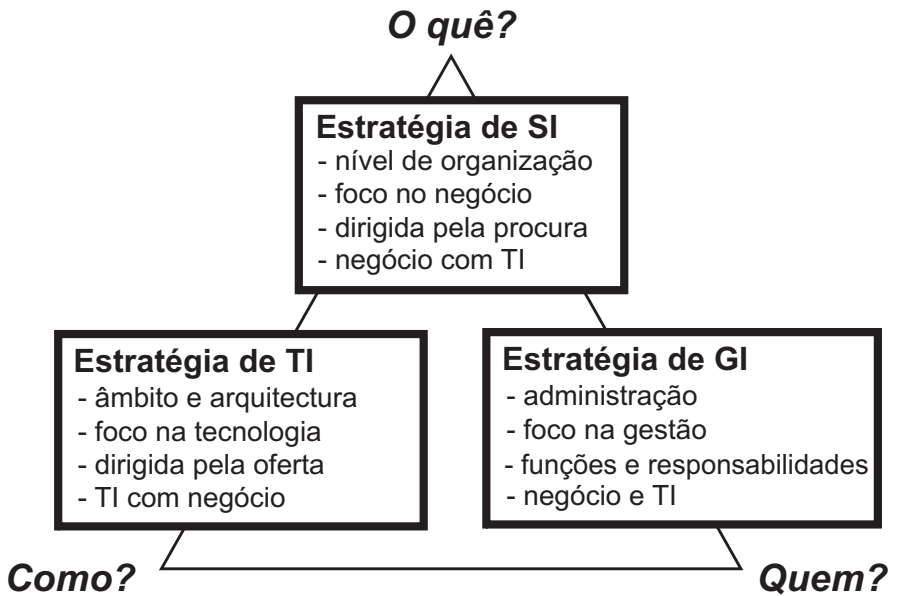 O quê?
Estratégia de SI
- nível de organização
- foco no negócio
- dirigida pela procura
- negócio com TI
Estratégia de TI
- âmbito e arquitectura
- foco na tecnologia
- dirigida pela oferta
- TI com negócio
Estratégia de GI
- administração
- foco na gestão
- funções e responsabilidades
- negócio e TI
Como?
Quem?